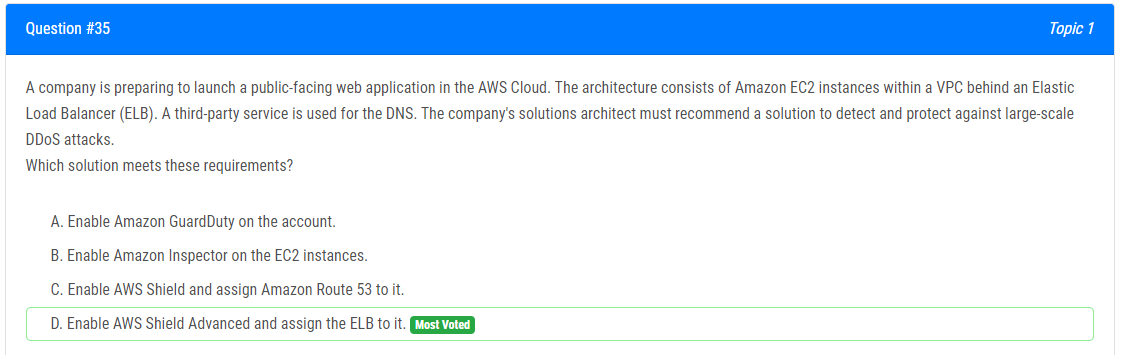 Question #35
Topic 1
A company is preparing to launch a public-facing web application in the AWS Cloud. The architecture consists of Amazon EC2 instances within a VPC behind an Elastic
Load Balancer (ELB). A third-party service is used for the DNS. The company's solutions architect must recommend a solution to detect and protect against large-scale
DDoS attacks.
Which solution meets these requirements?
A. Enable Amazon GuardDuty on the account.
B. Enable Amazon Inspector on the EC2 instances.
C. Enable AWS Shield and assign Amazon Route 53 to it.
D. Enable AWS Shield Advanced and assign the ELB to it. Most Voted